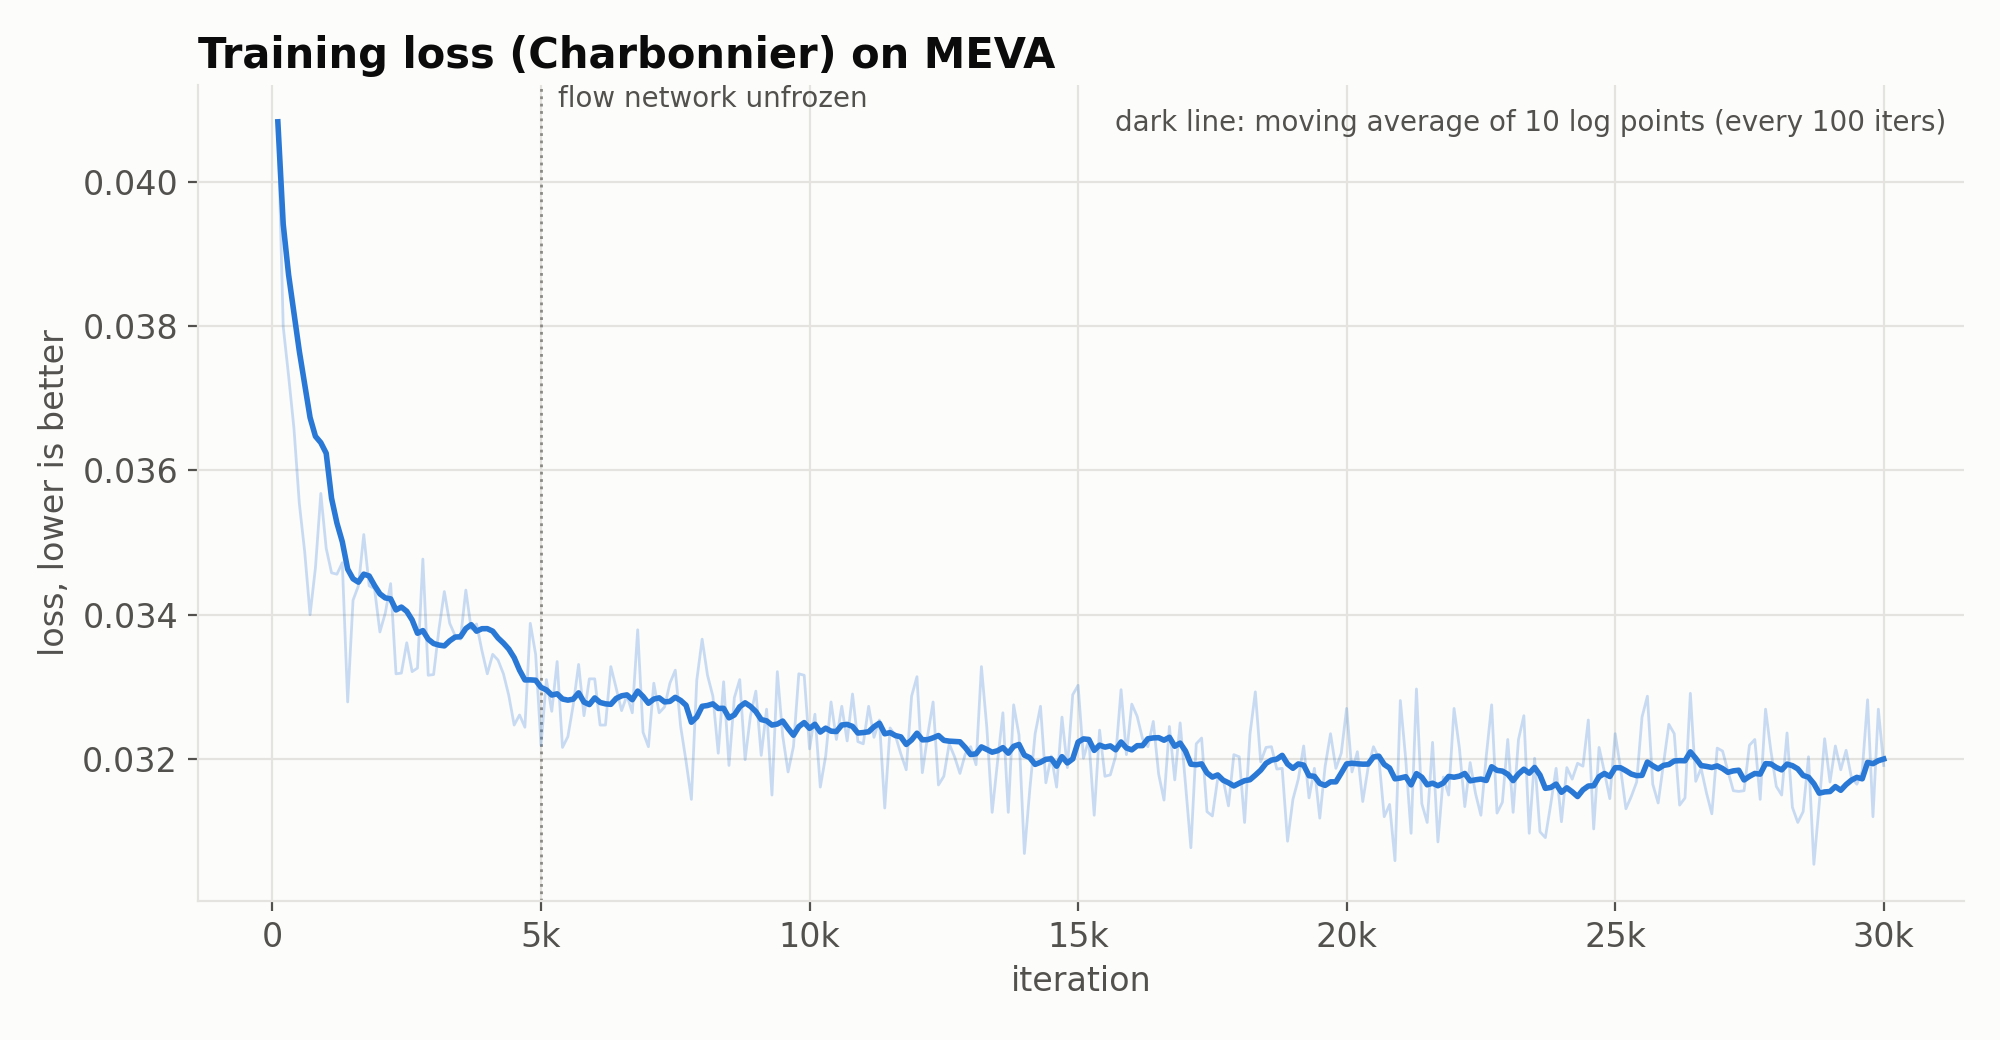 Training loss (Charbonnier) on MEVA
flow network unfrozen
dark line: moving average of 10 log points (every 100 iters)
0.040
0.038
0.036
0.034
0.032
loss, lower is better
0 5k 10k 15k 20k 25k 30k
iteration